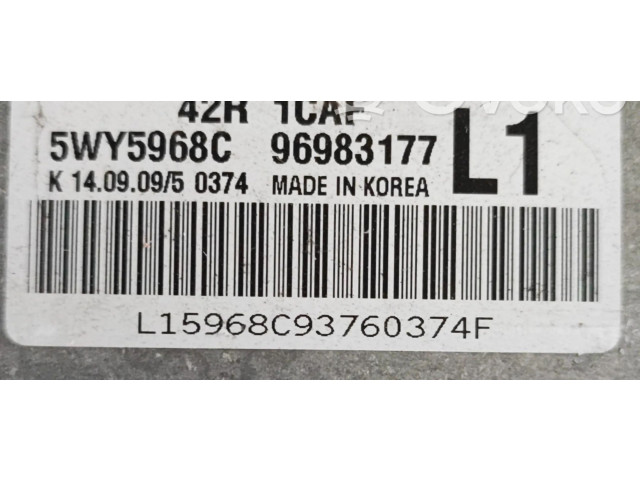 42R 1CAF
5WY5968C 96983177 L1
K 14.09.09/5 0374 MADE IN KOREA
L15968C93760374F